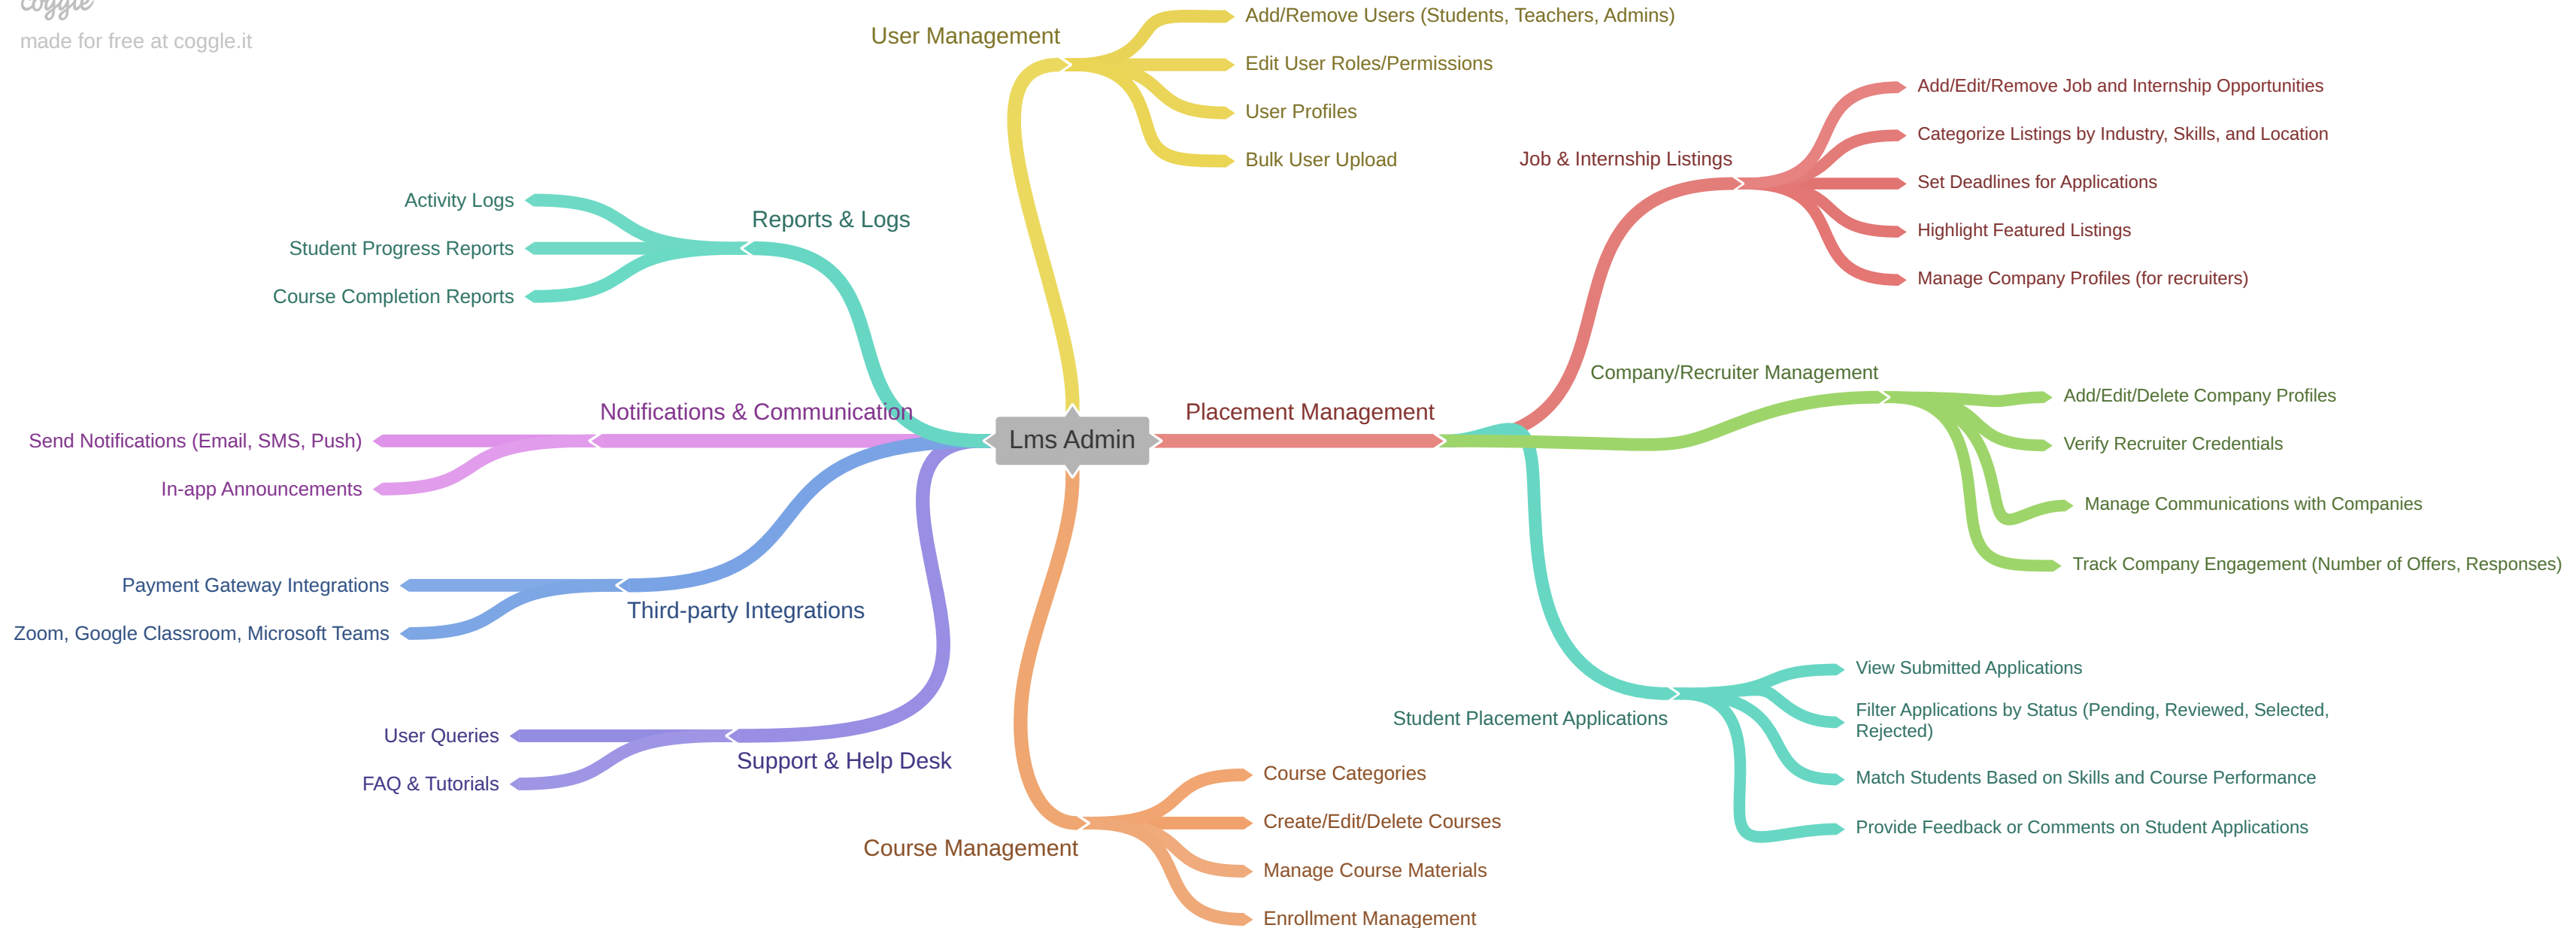 coggle
made for free at coggle.it
Lms Admin
User Management
Add/Remove Users (Students, Teachers, Admins)
Edit User Roles/Permissions
User Profiles
Bulk User Upload
Placement Management
Job & Internship Listings
Add/Edit/Remove Job and Internship Opportunities
Categorize Listings by Industry, Skills, and Location
Set Deadlines for Applications
Highlight Featured Listings
Manage Company Profiles (for recruiters)
Company/Recruiter Management
Add/Edit/Delete Company Profiles
Verify Recruiter Credentials
Manage Communications with Companies
Track Company Engagement (Number of Offers, Responses)
Student Placement Applications
View Submitted Applications
Filter Applications by Status (Pending, Reviewed, Selected,
Rejected)
Match Students Based on Skills and Course Performance
Provide Feedback or Comments on Student Applications
Course Management
Course Categories
Create/Edit/Delete Courses
Manage Course Materials
Enrollment Management
Reports & Logs
Activity Logs
Student Progress Reports
Course Completion Reports
Notifications & Communication
Send Notifications (Email, SMS, Push)
In-app Announcements
Third-party Integrations
Payment Gateway Integrations
Zoom, Google Classroom, Microsoft Teams
Support & Help Desk
User Queries
FAQ & Tutorials